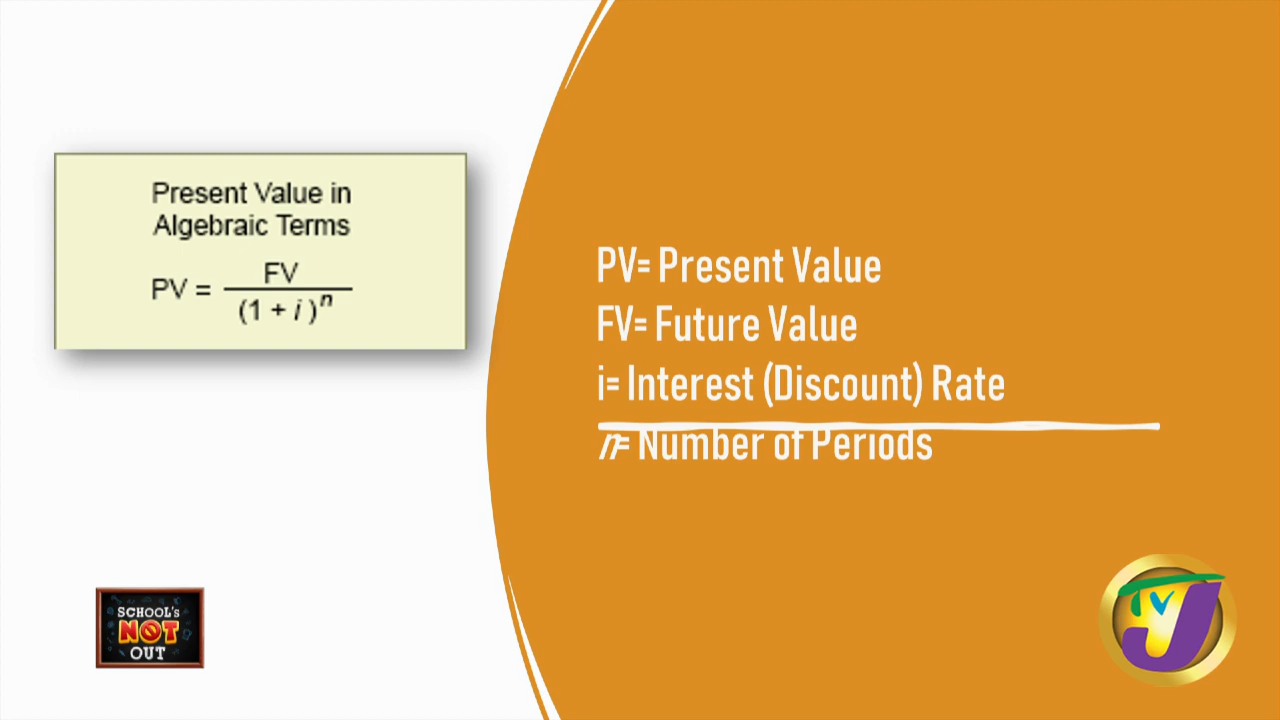 Present Value in
Algebraic Terms
PV = FV / (1 + i)ⁿ
PV= Present Value
FV= Future Value
i= Interest (Discount) Rate
n= Number of Periods
SCHOOL's
NOT
OUT
TVJ